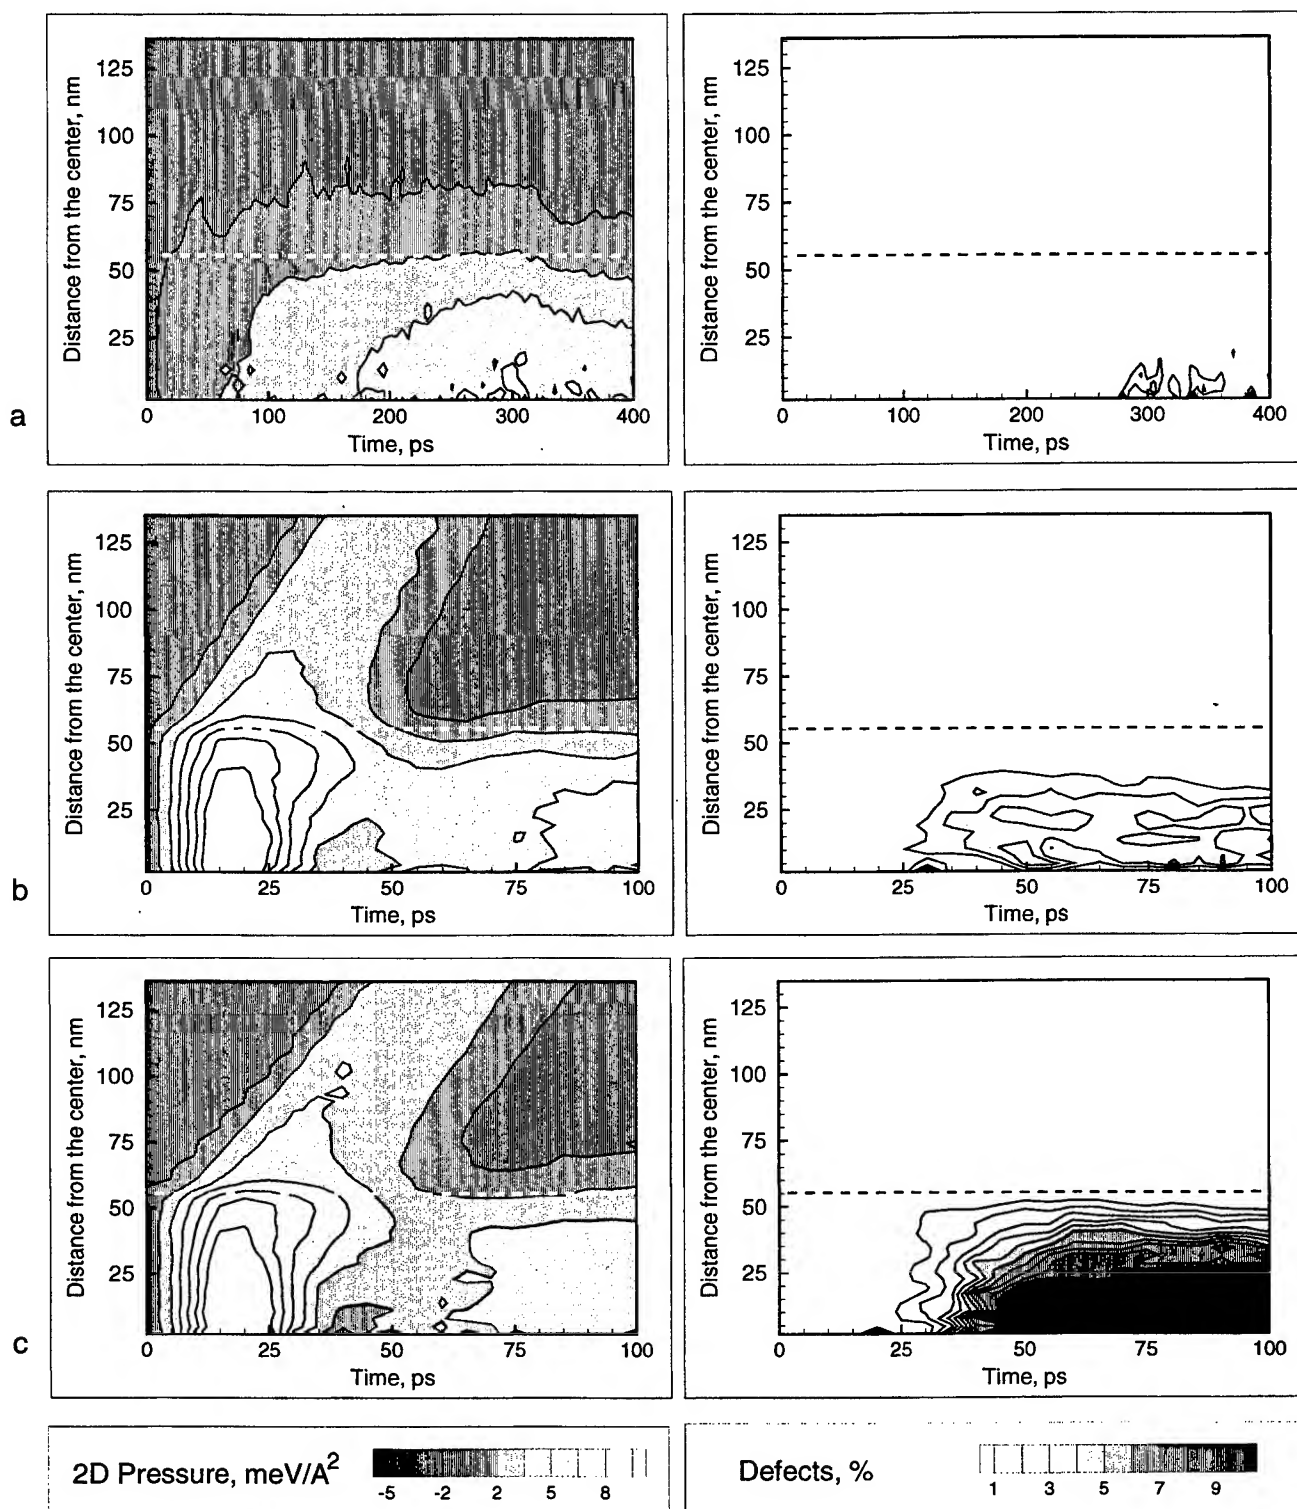 Distance from the center, nm
125
100
75
50
25
0 100 200 300 400
Time, ps
a
Distance from the center, nm
125
100
75
50
25
0 100 200 300 400
Time, ps
Distance from the center, nm
125
100
75
50
25
0 25 50 75 100
Time, ps
b
Distance from the center, nm
125
100
75
50
25
0 25 50 75 100
Time, ps
Distance from the center, nm
125
100
75
50
25
0 25 50 75 100
Time, ps
c
Distance from the center, nm
125
100
75
50
25
0 25 50 75 100
Time, ps
2D Pressure, meV/A²
-5 -2 2 5 8
Defects, %
1 3 5 7 9